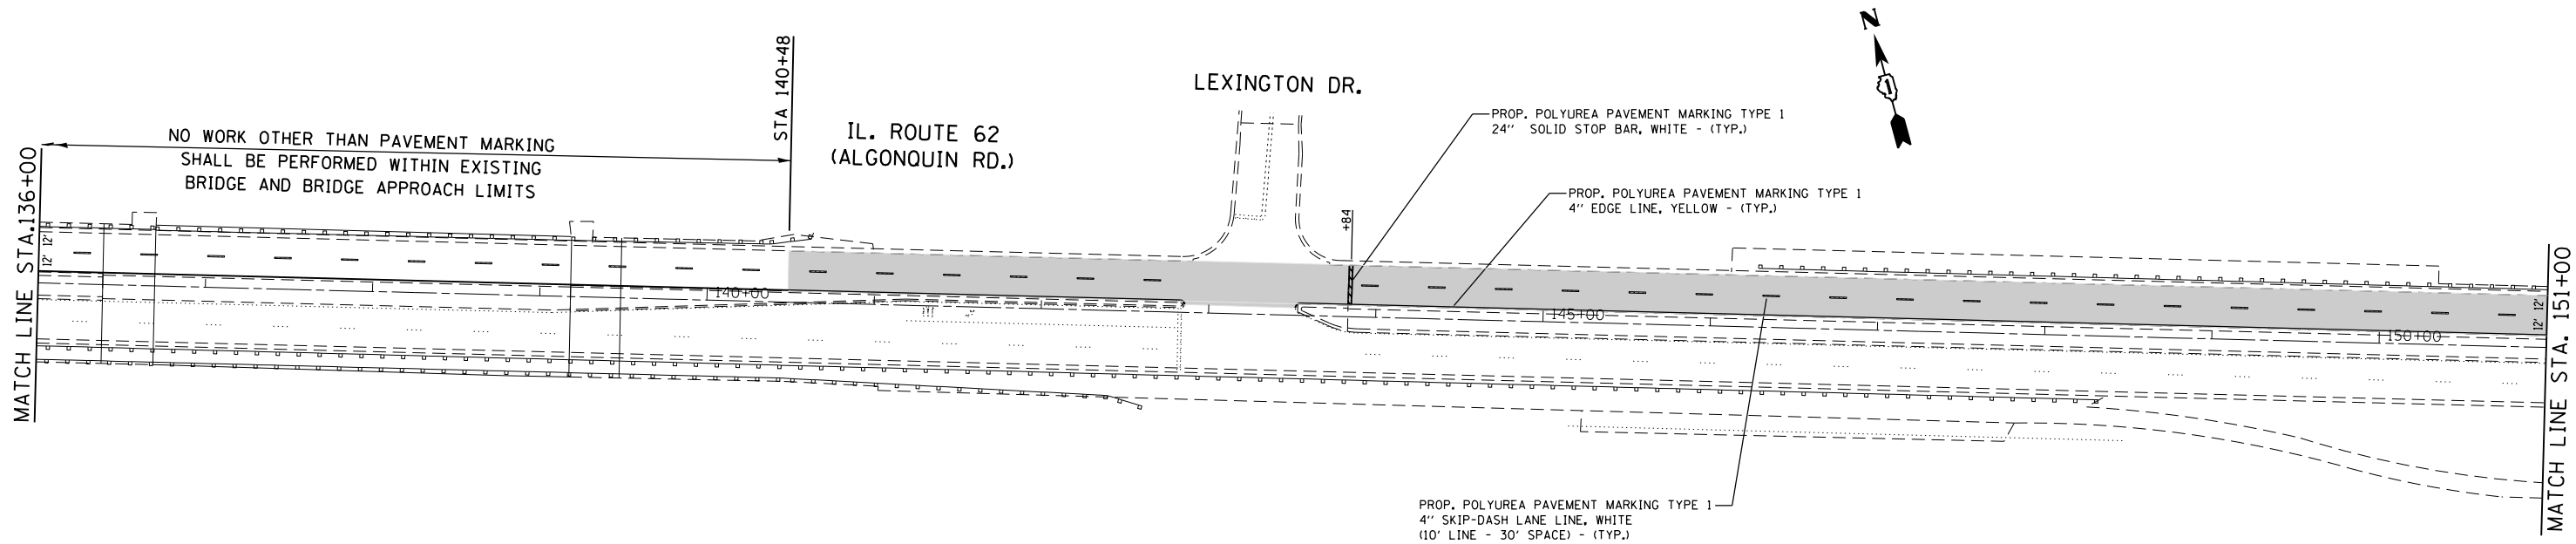 NO WORK OTHER THAN PAVEMENT MARKING
SHALL BE PERFORMED WITHIN EXISTING
BRIDGE AND BRIDGE APPROACH LIMITS
STA 140+48
IL. ROUTE 62
(ALGONQUIN RD.)
LEXINGTON DR.
PROP. POLYUREA PAVEMENT MARKING TYPE 1
24" SOLID STOP BAR, WHITE - (TYP.)
N
PROP. POLYUREA PAVEMENT MARKING TYPE 1
4" EDGE LINE, YELLOW - (TYP.)
+84
MATCH LINE STA.136+00
12'
12'
140+00
145+00
150+00
12'
12'
MATCH LINE STA. 151+00
PROP. POLYUREA PAVEMENT MARKING TYPE 1
4" SKIP-DASH LANE LINE, WHITE
(10' LINE - 30' SPACE) - (TYP.)